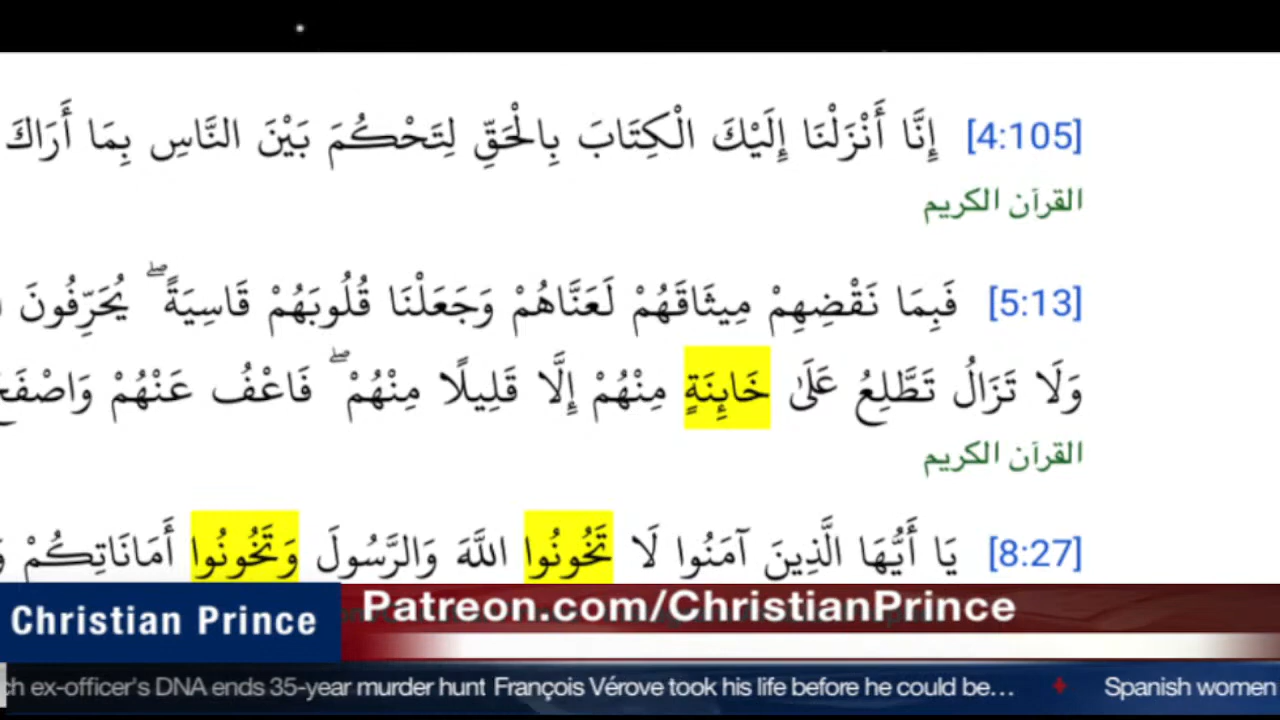 [4:105] إِنَّا أَنْزَلْنَا إِلَيْكَ الْكِتَابَ بِالْحَقِّ لِتَحْكُمَ بَيْنَ النَّاسِ بِمَا أَرَاكَ
القرآن الكريم
[5:13] فَبِمَا نَقْضِهِمْ مِيثَاقَهُمْ لَعَنَّاهُمْ وَجَعَلْنَا قُلُوبَهُمْ قَاسِيَةً ۖ يُحَرِّفُونَ
وَلَا تَزَالُ تَطَّلِعُ عَلَىٰ خَائِنَةٍ مِنْهُمْ إِلَّا قَلِيلًا مِنْهُمْ ۖ فَاعْفُ عَنْهُمْ
القرآن الكريم
[8:27] يَا أَيُّهَا الَّذِينَ آمَنُوا لَا تَخُونُوا اللَّهَ وَالرَّسُولَ وَتَخُونُوا أَمَانَاتِكُمْ
Christian Prince
Patreon.com/ChristianPrince
ch ex-officer's DNA ends 35-year murder hunt François Vérove took his life before he could be... Spanish women